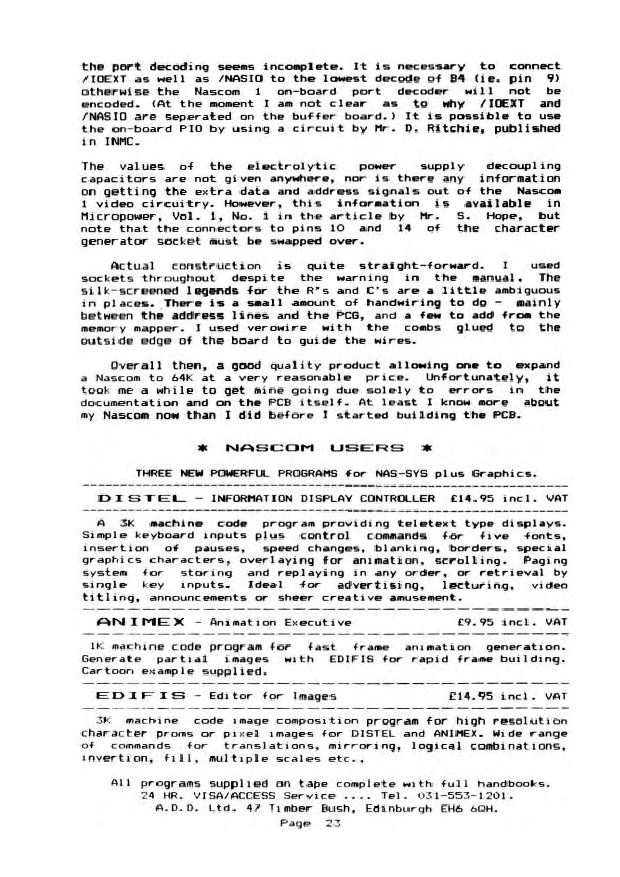 the port decoding seems incomplete. It is necessary to connect
/IOEXT as well as /NASIO to the lowest decode of B4 (ie. pin 9)
otherwise the Nascom 1 on-board port decoder will not be
encoded. (At the moment I am not clear as to why /IOEXT and
/NASIO are seperated on the buffer board.) It is possible to use
the on-board PIO by using a circuit by Mr. D. Ritchie, published
in INMC.
The values of the electrolytic power supply decoupling
capacitors are not given anywhere, nor is there any information
on getting the extra data and address signals out of the Nascom
1 video circuitry. However, this information is available in
Micropower, Vol. 1, No. 1 in the article by Mr. S. Hope, but
note that the connectors to pins 10 and 14 of the character
generator socket must be swapped over.
Actual construction is quite straight-forward. I used
sockets throughout despite the warning in the manual. The
silk-screened legends for the R's and C's are a little ambiguous
in places. There is a small amount of handwiring to do - mainly
between the address lines and the PCG, and a few to add from the
memory mapper. I used verowire with the combs glued to the
outside edge of the board to guide the wires.
Overall then, a good quality product allowing one to expand
a Nascom to 64K at a very reasonable price. Unfortunately, it
took me a while to get mine going due solely to errors in the
documentation and on the PCB itself. At least I know more about
my Nascom now than I did before I started building the PCB.
* NASCOM USERS *
THREE NEW POWERFUL PROGRAMS for NAS-SYS plus Graphics.
DISTEL - INFORMATION DISPLAY CONTROLLER £14.95 incl. VAT
A 3K machine code program providing teletext type displays.
Simple keyboard inputs plus control commands for five fonts,
insertion of pauses, speed changes, blanking, borders, special
graphics characters, overlaying for animation, scrolling. Paging
system for storing and replaying in any order, or retrieval by
single key inputs. Ideal for advertising, lecturing, video
titling, announcements or sheer creative amusement.
ANIMEX - Animation Executive £9.95 incl. VAT
1K machine code program for fast frame animation generation.
Generate partial images with EDIFIS for rapid frame building.
Cartoon example supplied.
EDIFIS - Editor for Images £14.95 incl. VAT
3K machine code image composition program for high resolution
character proms or pixel images for DISTEL and ANIMEX. Wide range
of commands for translations, mirroring, logical combinations,
invertion, fill, multiple scales etc.,
All programs supplied on tape complete with full handbooks.
24 HR. VISA/ACCESS Service .... Tel. 031-553-1201.
A.D.D. Ltd. 47 Timber Bush, Edinburgh EH6 6QH.
Page 23